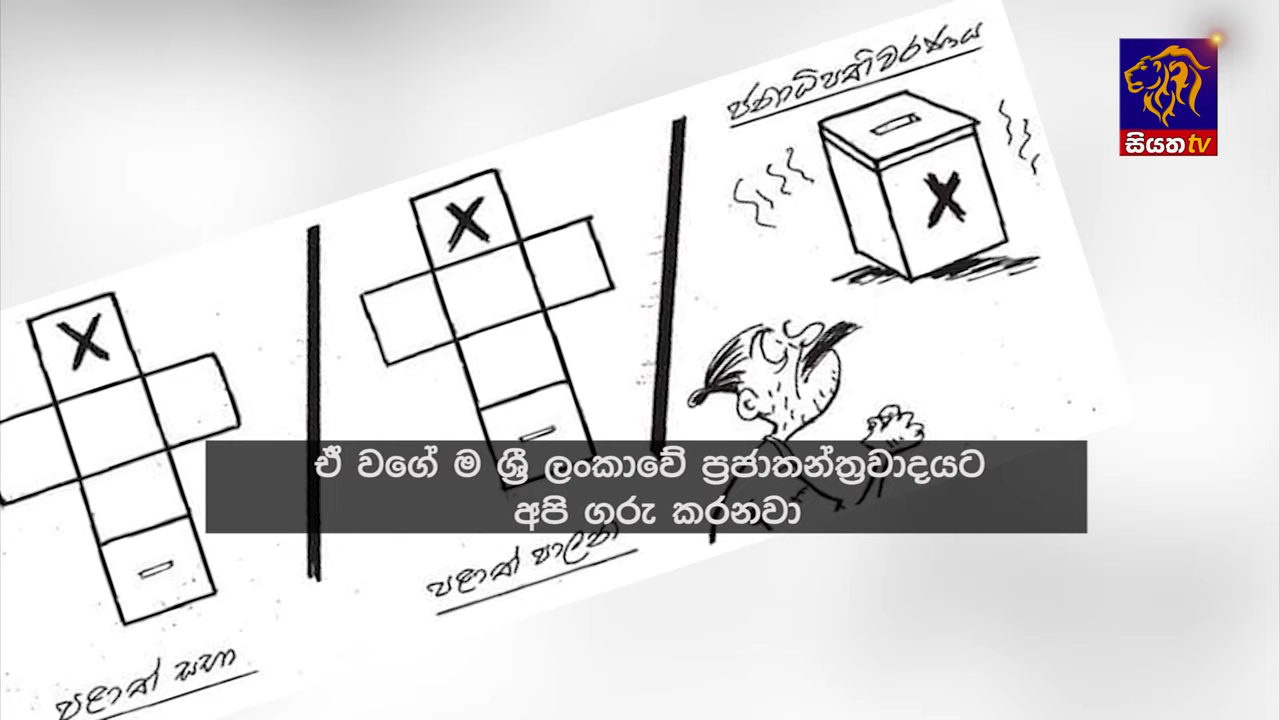 ජනාධිපතිවරණය
සියත tv
ඒ වගේ ම ශ්‍රී ලංකාවේ ප්‍රජාතන්ත්‍රවාදයට
අපි ගරු කරනවා
පළාත් පාලන
පළාත් සභා